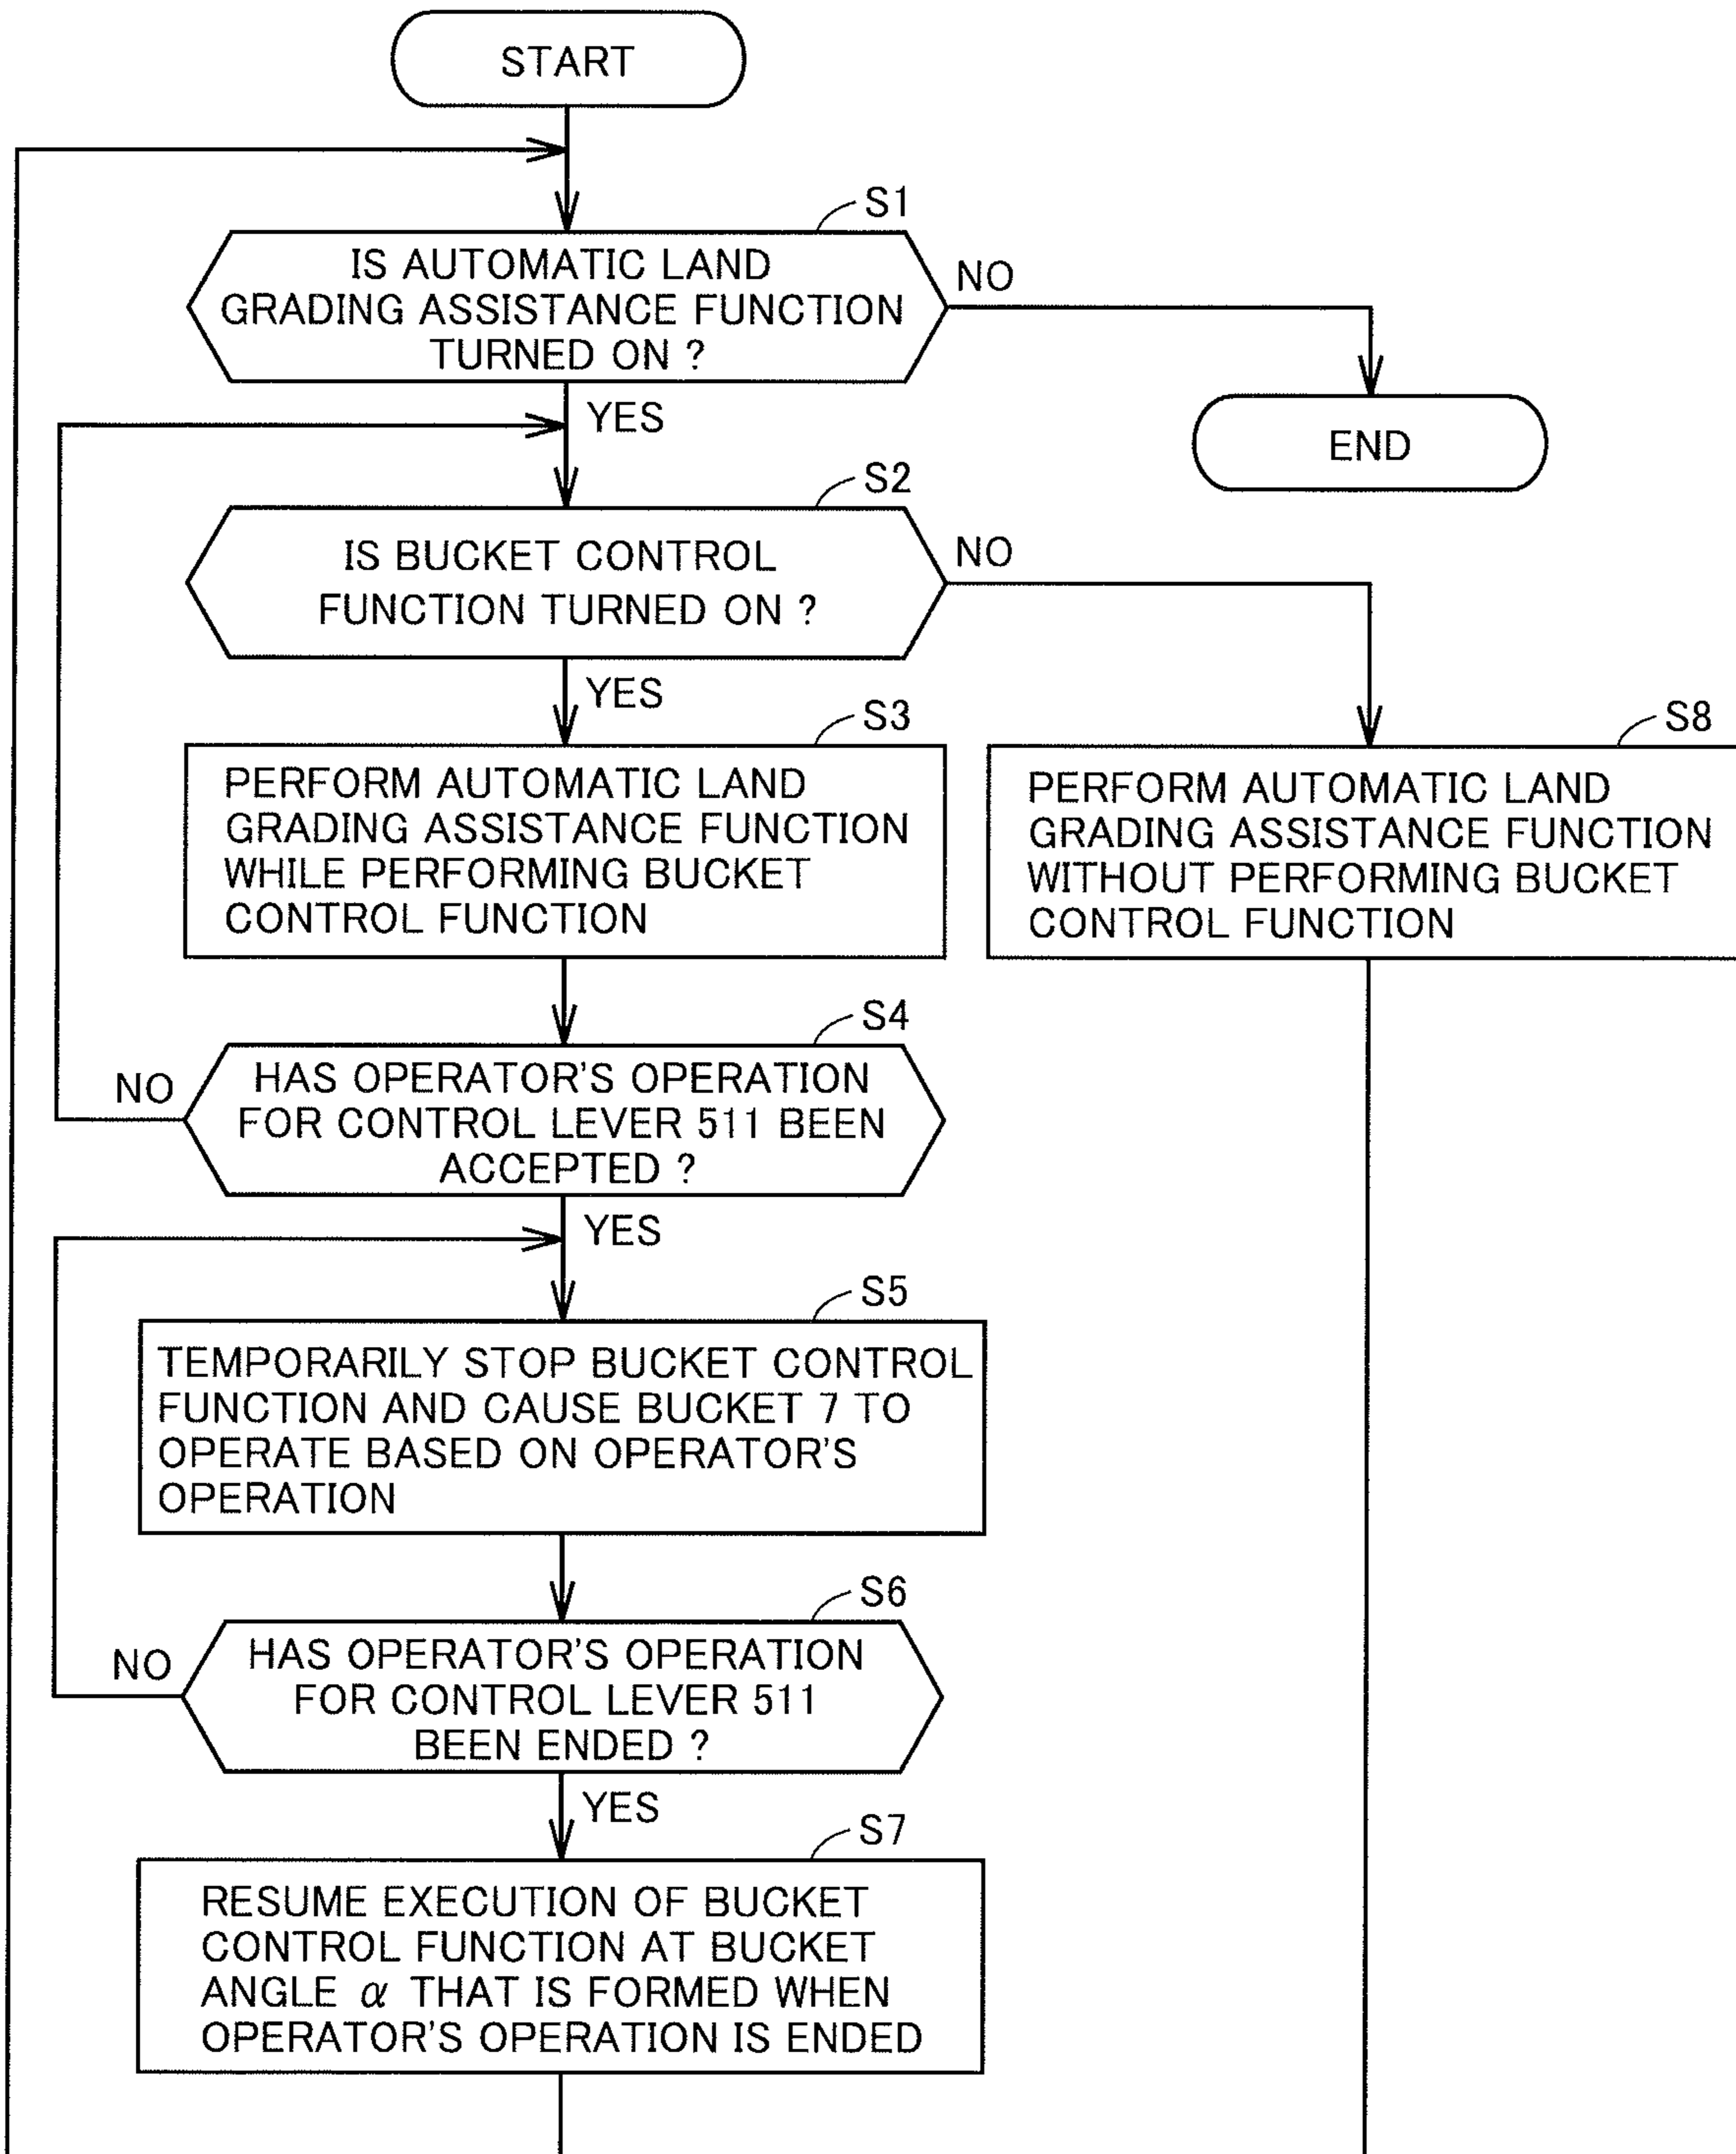 START
S1
IS AUTOMATIC LAND
GRADING ASSISTANCE FUNCTION
TURNED ON ?
NO
YES
END
S2
IS BUCKET CONTROL
FUNCTION TURNED ON ?
NO
YES
S3
PERFORM AUTOMATIC LAND
GRADING ASSISTANCE FUNCTION
WHILE PERFORMING BUCKET
CONTROL FUNCTION
S8
PERFORM AUTOMATIC LAND
GRADING ASSISTANCE FUNCTION
WITHOUT PERFORMING BUCKET
CONTROL FUNCTION
S4
HAS OPERATOR'S OPERATION
FOR CONTROL LEVER 511 BEEN
ACCEPTED ?
NO
YES
S5
TEMPORARILY STOP BUCKET CONTROL
FUNCTION AND CAUSE BUCKET 7 TO
OPERATE BASED ON OPERATOR'S
OPERATION
S6
HAS OPERATOR'S OPERATION
FOR CONTROL LEVER 511
BEEN ENDED ?
NO
YES
S7
RESUME EXECUTION OF BUCKET
CONTROL FUNCTION AT BUCKET
ANGLE α THAT IS FORMED WHEN
OPERATOR'S OPERATION IS ENDED